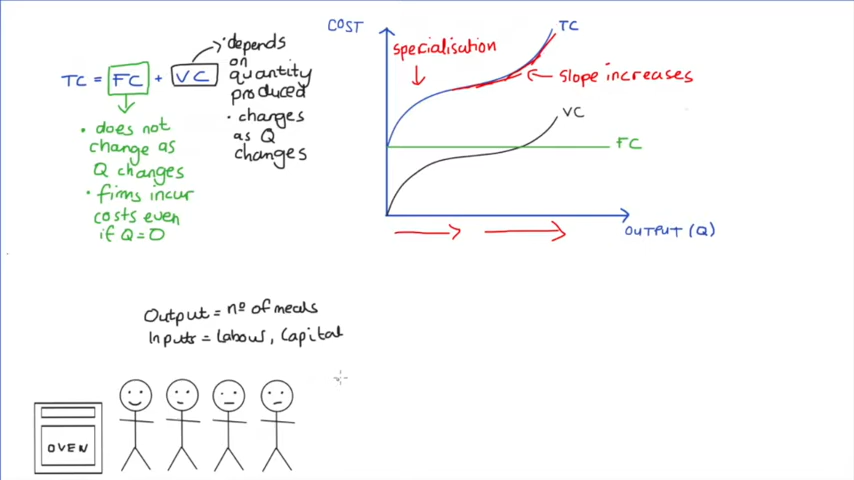 TC = FC + VC
• does not
change as
Q changes
• firms incur
costs even
if Q = 0
• depends
on
quantity
produced
• changes
as Q
changes
COST
specialisation
TC
slope increases
VC
FC
OUTPUT (Q)
Output = nº of meals
Inputs = Labour, Capital
OVEN